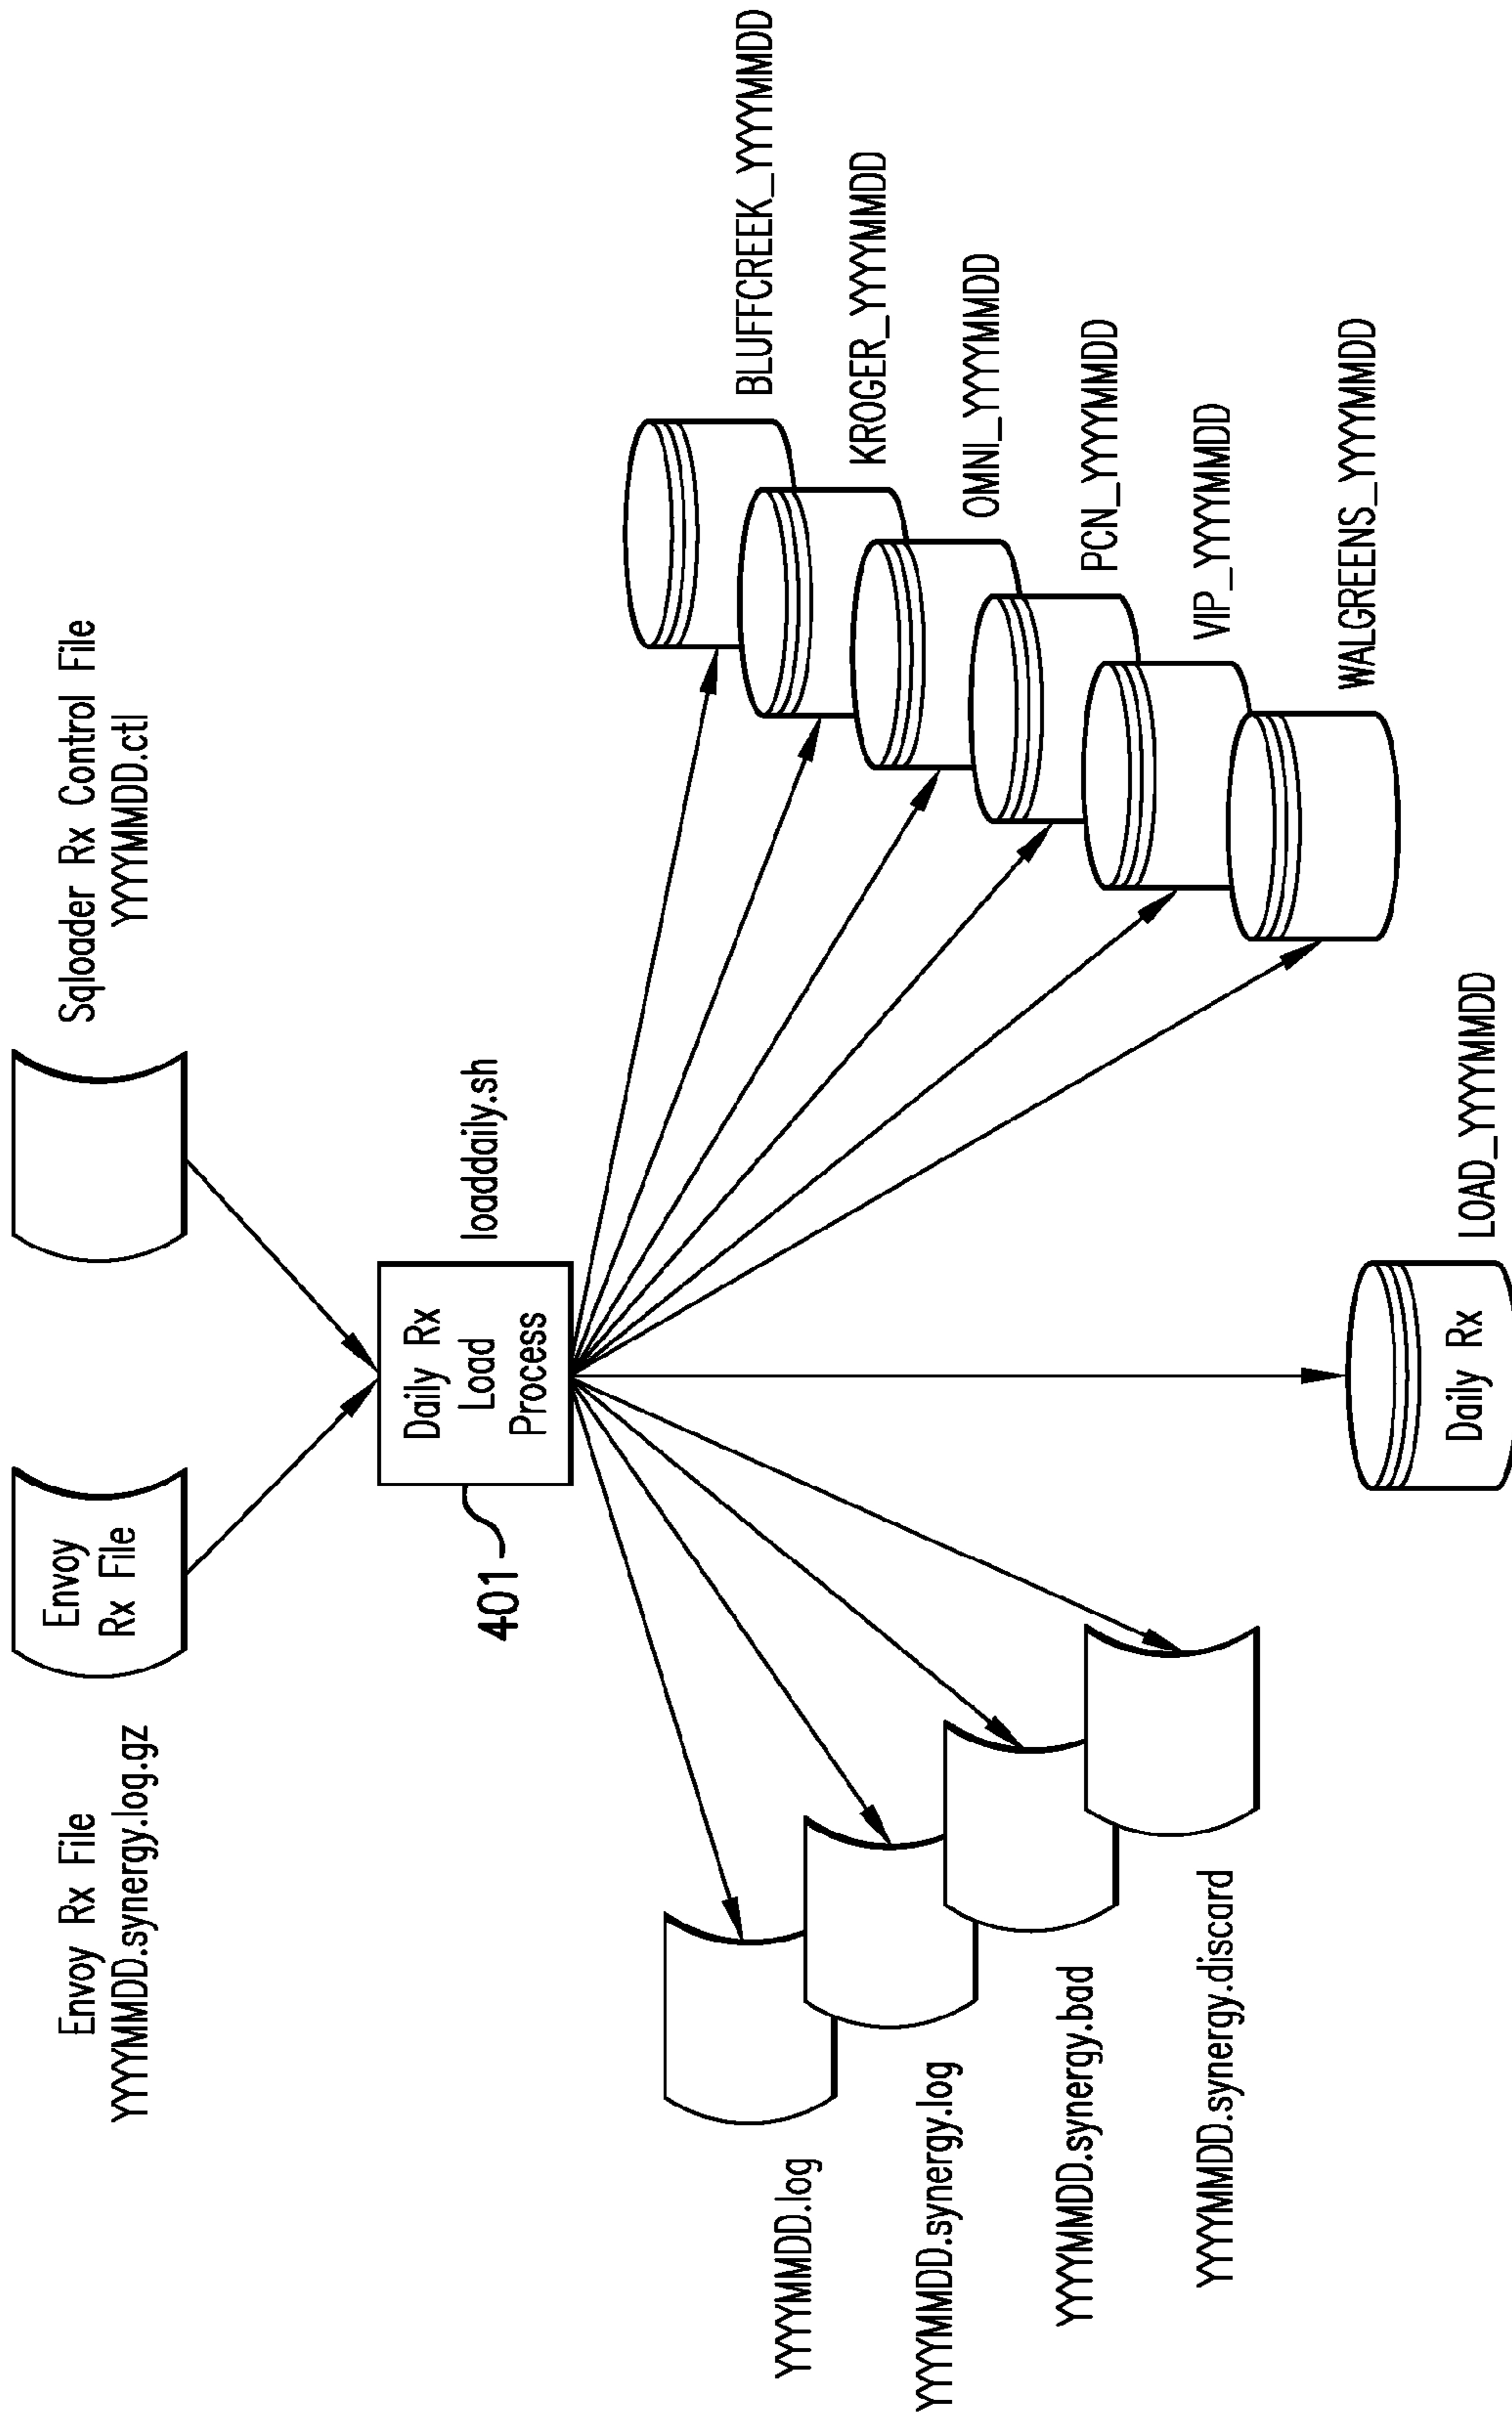 Envoy Rx File
YYYYMMDD.synergy.log.gz
Envoy
Rx File
Sqloader Rx Control File
YYYYMMDD.ctl
401
Daily Rx
Load
Process
loaddaily.sh
YYYYMMDD.log
YYYYMMDD.synergy.log
YYYYMMDD.synergy.bad
YYYYMMDD.synergy.discard
Daily Rx
LOAD_YYYYMMDD
BLUFFCREEK_YYYYMMDD
KROGER_YYYYMMDD
OMNI_YYYYMMDD
PCN_YYYYMMDD
VIP_YYYYMMDD
WALGREENS_YYYYMMDD